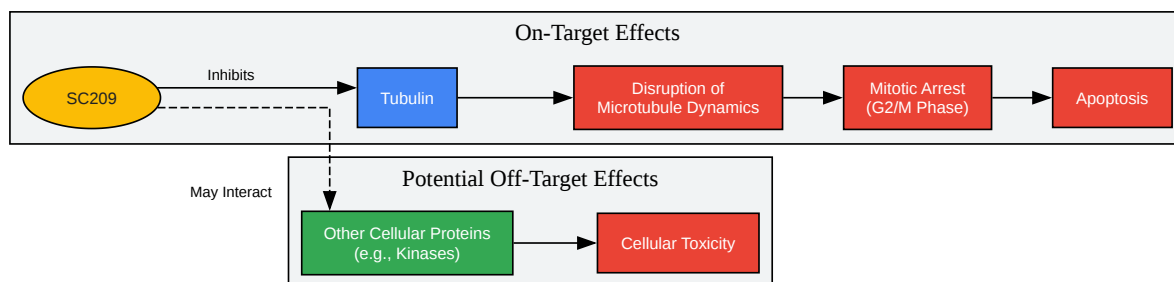 On-Target Effects
SC209
Inhibits
Tubulin
Disruption of
Microtubule Dynamics
Mitotic Arrest
(G2/M Phase)
Apoptosis
May Interact
Potential Off-Target Effects
Other Cellular Proteins
(e.g., Kinases)
Cellular Toxicity